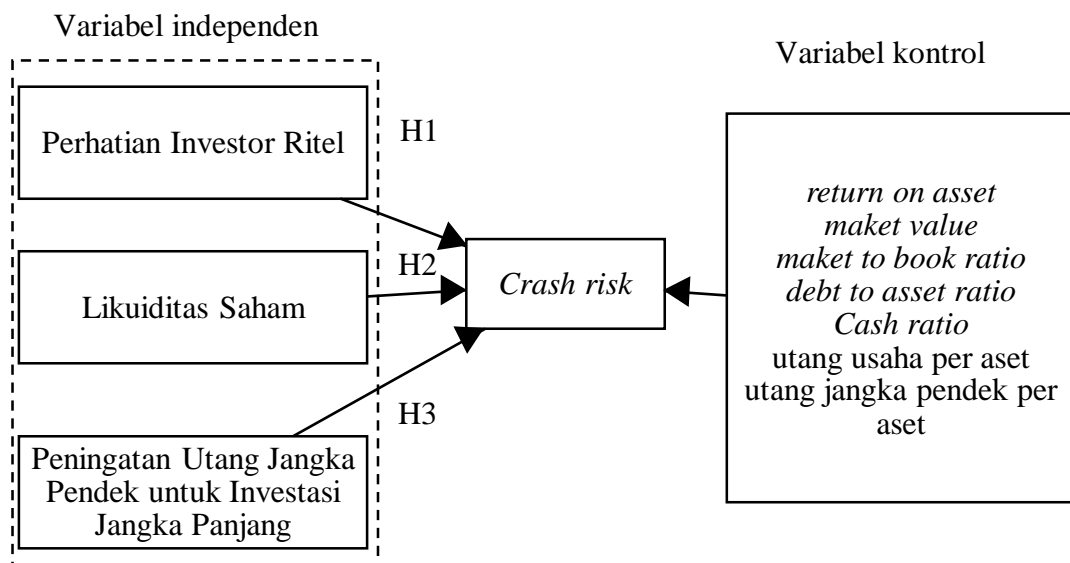 Variabel independen
Perhatian Investor Ritel
H1
Likuiditas Saham
H2
Peningatan Utang Jangka
Pendek untuk Investasi
Jangka Panjang
H3
Crash risk
Variabel kontrol
return on asset
maket value
maket to book ratio
debt to asset ratio
Cash ratio
utang usaha per aset
utang jangka pendek per
aset